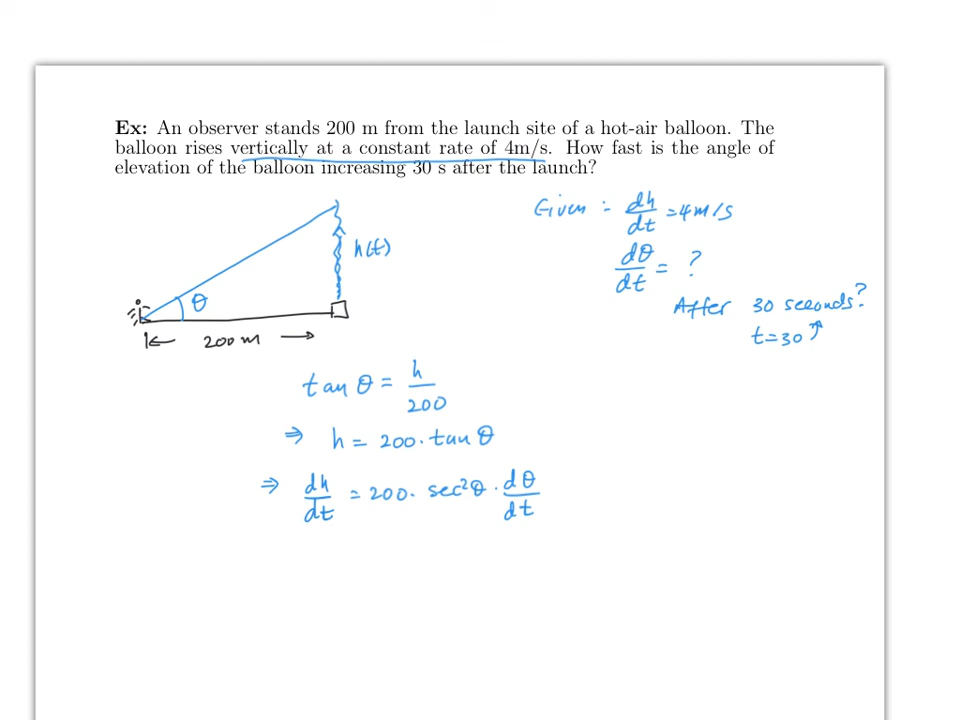 Ex: An observer stands 200 m from the launch site of a hot-air balloon. The
balloon rises vertically at a constant rate of 4m/s. How fast is the angle of
elevation of the balloon increasing 30 s after the launch?
Given : dh/dt = 4m/s
dθ/dt = ?
After 30 seconds?
t=30
h(t)
θ
200m
tan θ = h/200
⇒ h = 200. tan θ
⇒ dh/dt = 200. sec²θ . dθ/dt